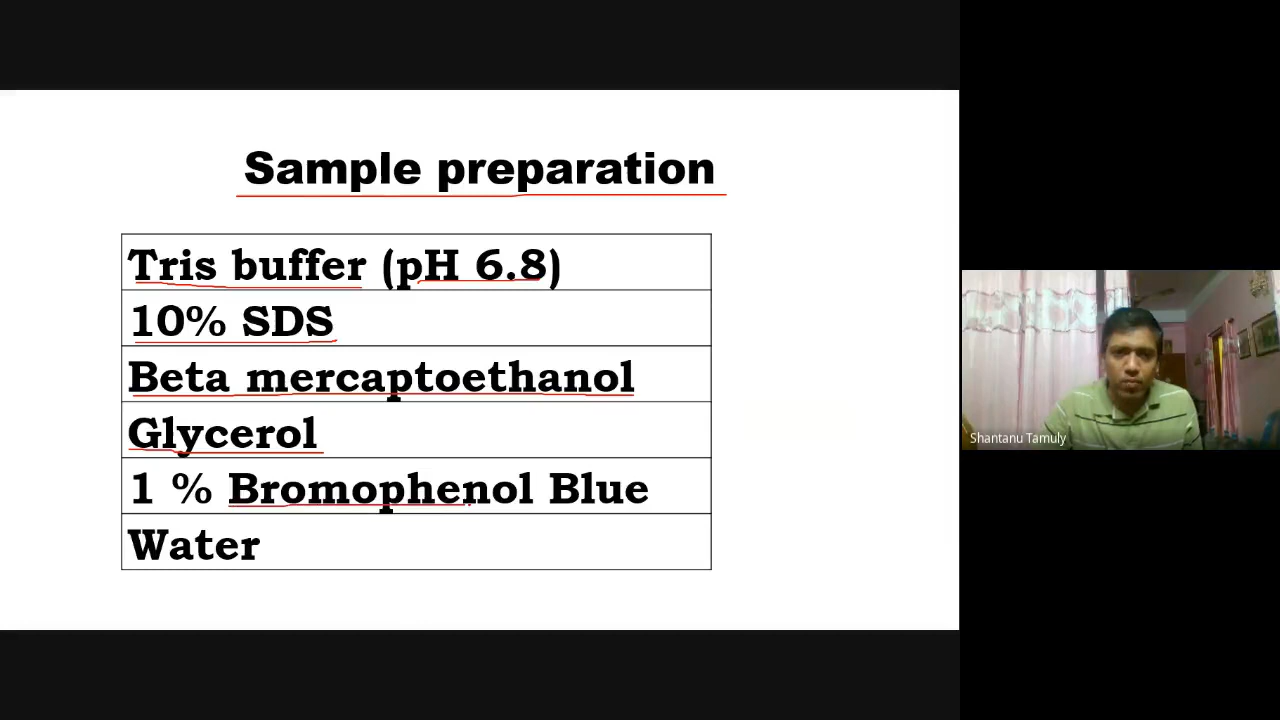 Sample preparation
Tris buffer (pH 6.8)
10% SDS
Beta mercaptoethanol
Glycerol
1 % Bromophenol Blue
Water
Shantanu Tamuly